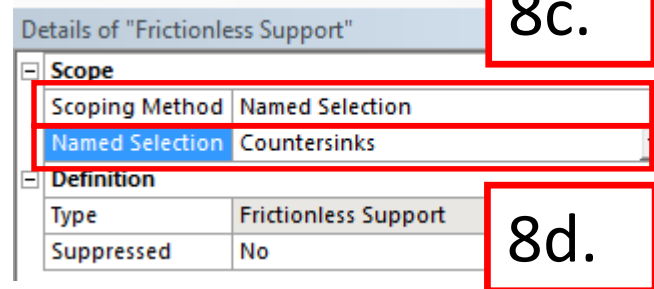 Details of "Frictionless Support"
8c.
Scope
Scoping Method Named Selection
Named Selection Countersinks
Definition
Type Frictionless Support
Suppressed No
8d.